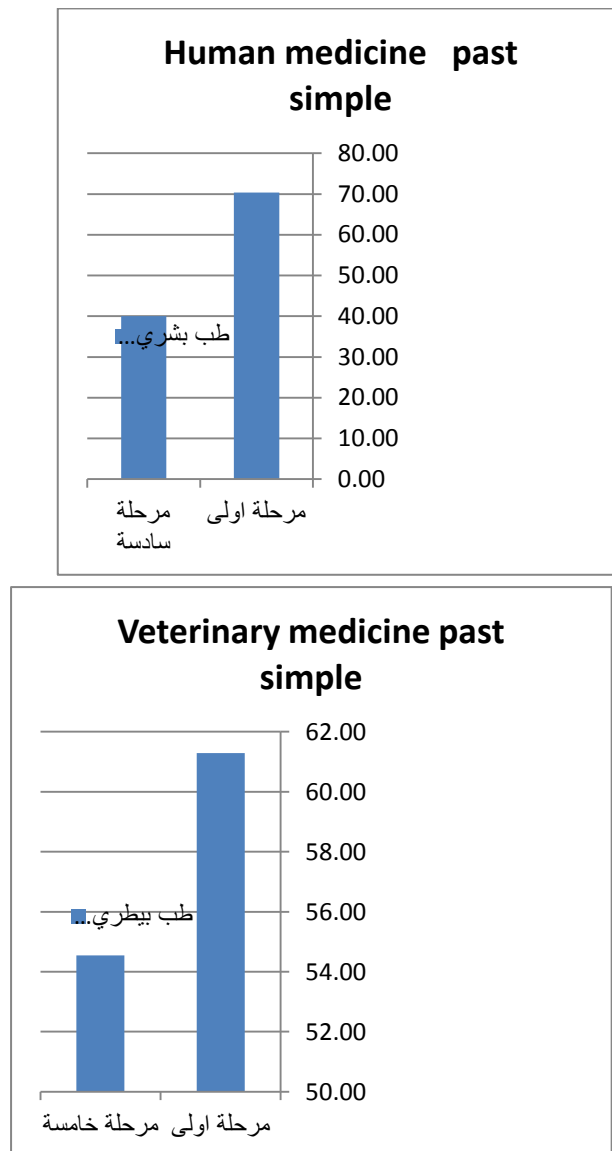 Human medicine past
simple
80.00
70.00
60.00
50.00
40.00
30.00
20.00
10.00
0.00
طب بشري...
مرحلة اولى
مرحلة
سادسة
Veterinary medicine past
simple
62.00
60.00
58.00
56.00
54.00
52.00
50.00
طب بيطري...
مرحلة اولى
مرحلة خامسة